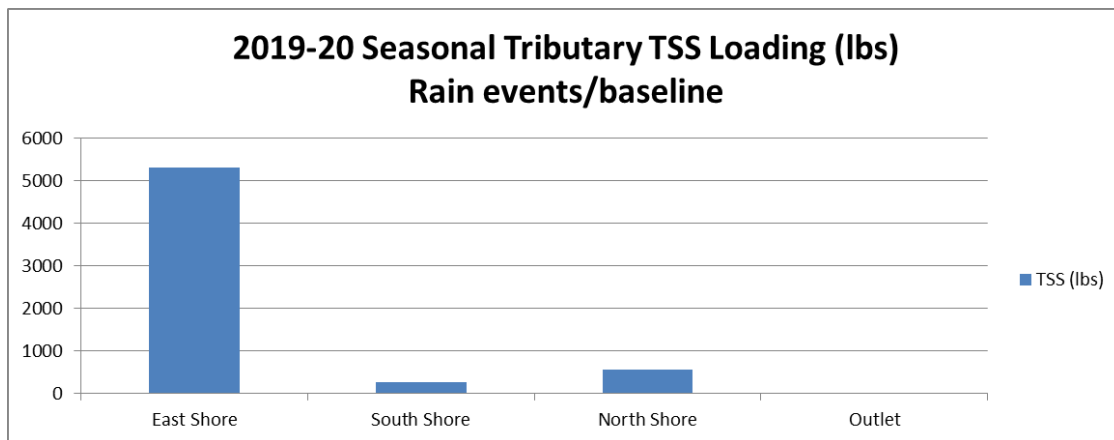 2019-20 Seasonal Tributary TSS Loading (lbs)
Rain events/baseline
6000
5000
4000
3000
2000
1000
0
East Shore South Shore North Shore Outlet
TSS (lbs)